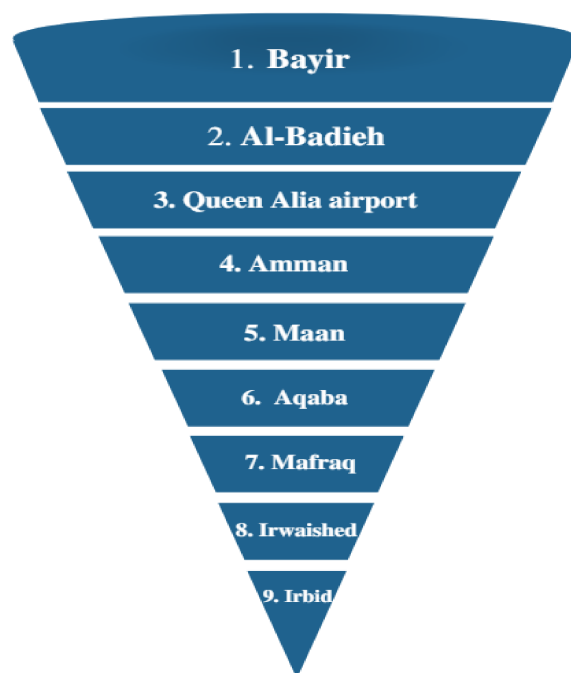 1. Bayir
2. Al-Badieh
3. Queen Alia airport
4. Amman
5. Maan
6. Aqaba
7. Mafraq
8. Irwaished
9. Irbid